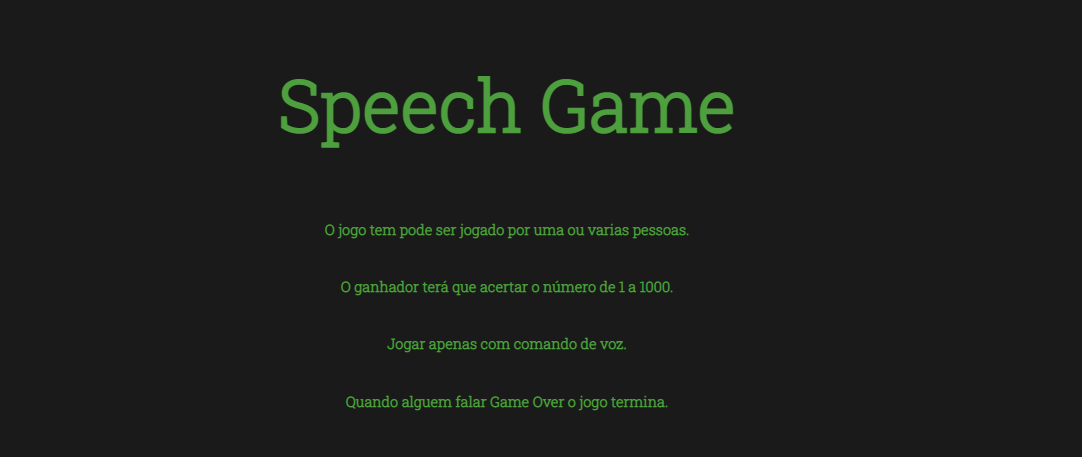 Speech Game
O jogo tem pode ser jogado por uma ou varias pessoas.
O ganhador terá que acertar o número de 1 a 1000.
Jogar apenas com comando de voz.
Quando alguem falar Game Over o jogo termina.